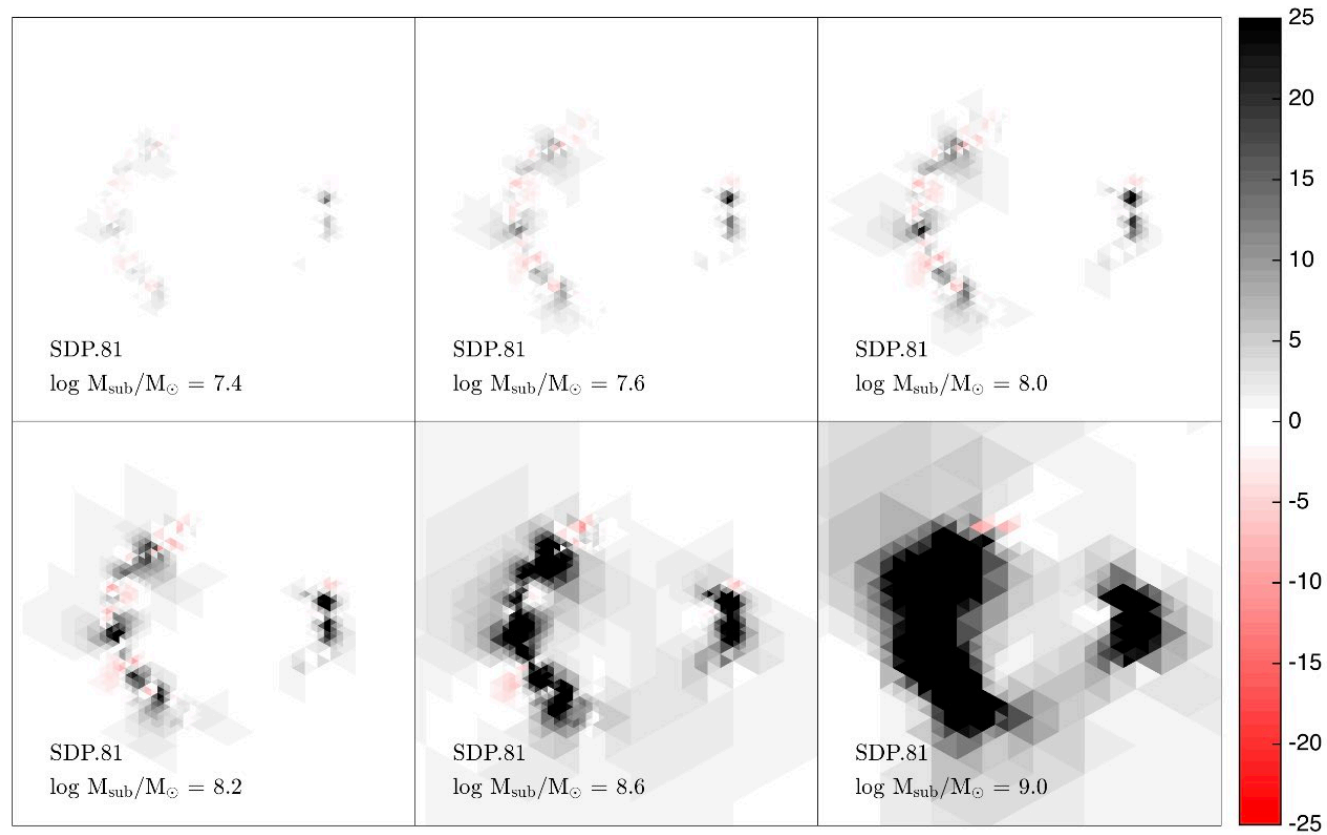 SDP.81
log M_sub/M_⊙ = 7.4
SDP.81
log M_sub/M_⊙ = 7.6
SDP.81
log M_sub/M_⊙ = 8.0
SDP.81
log M_sub/M_⊙ = 8.2
SDP.81
log M_sub/M_⊙ = 8.6
SDP.81
log M_sub/M_⊙ = 9.0
25
20
15
10
5
0
-5
-10
-15
-20
-25